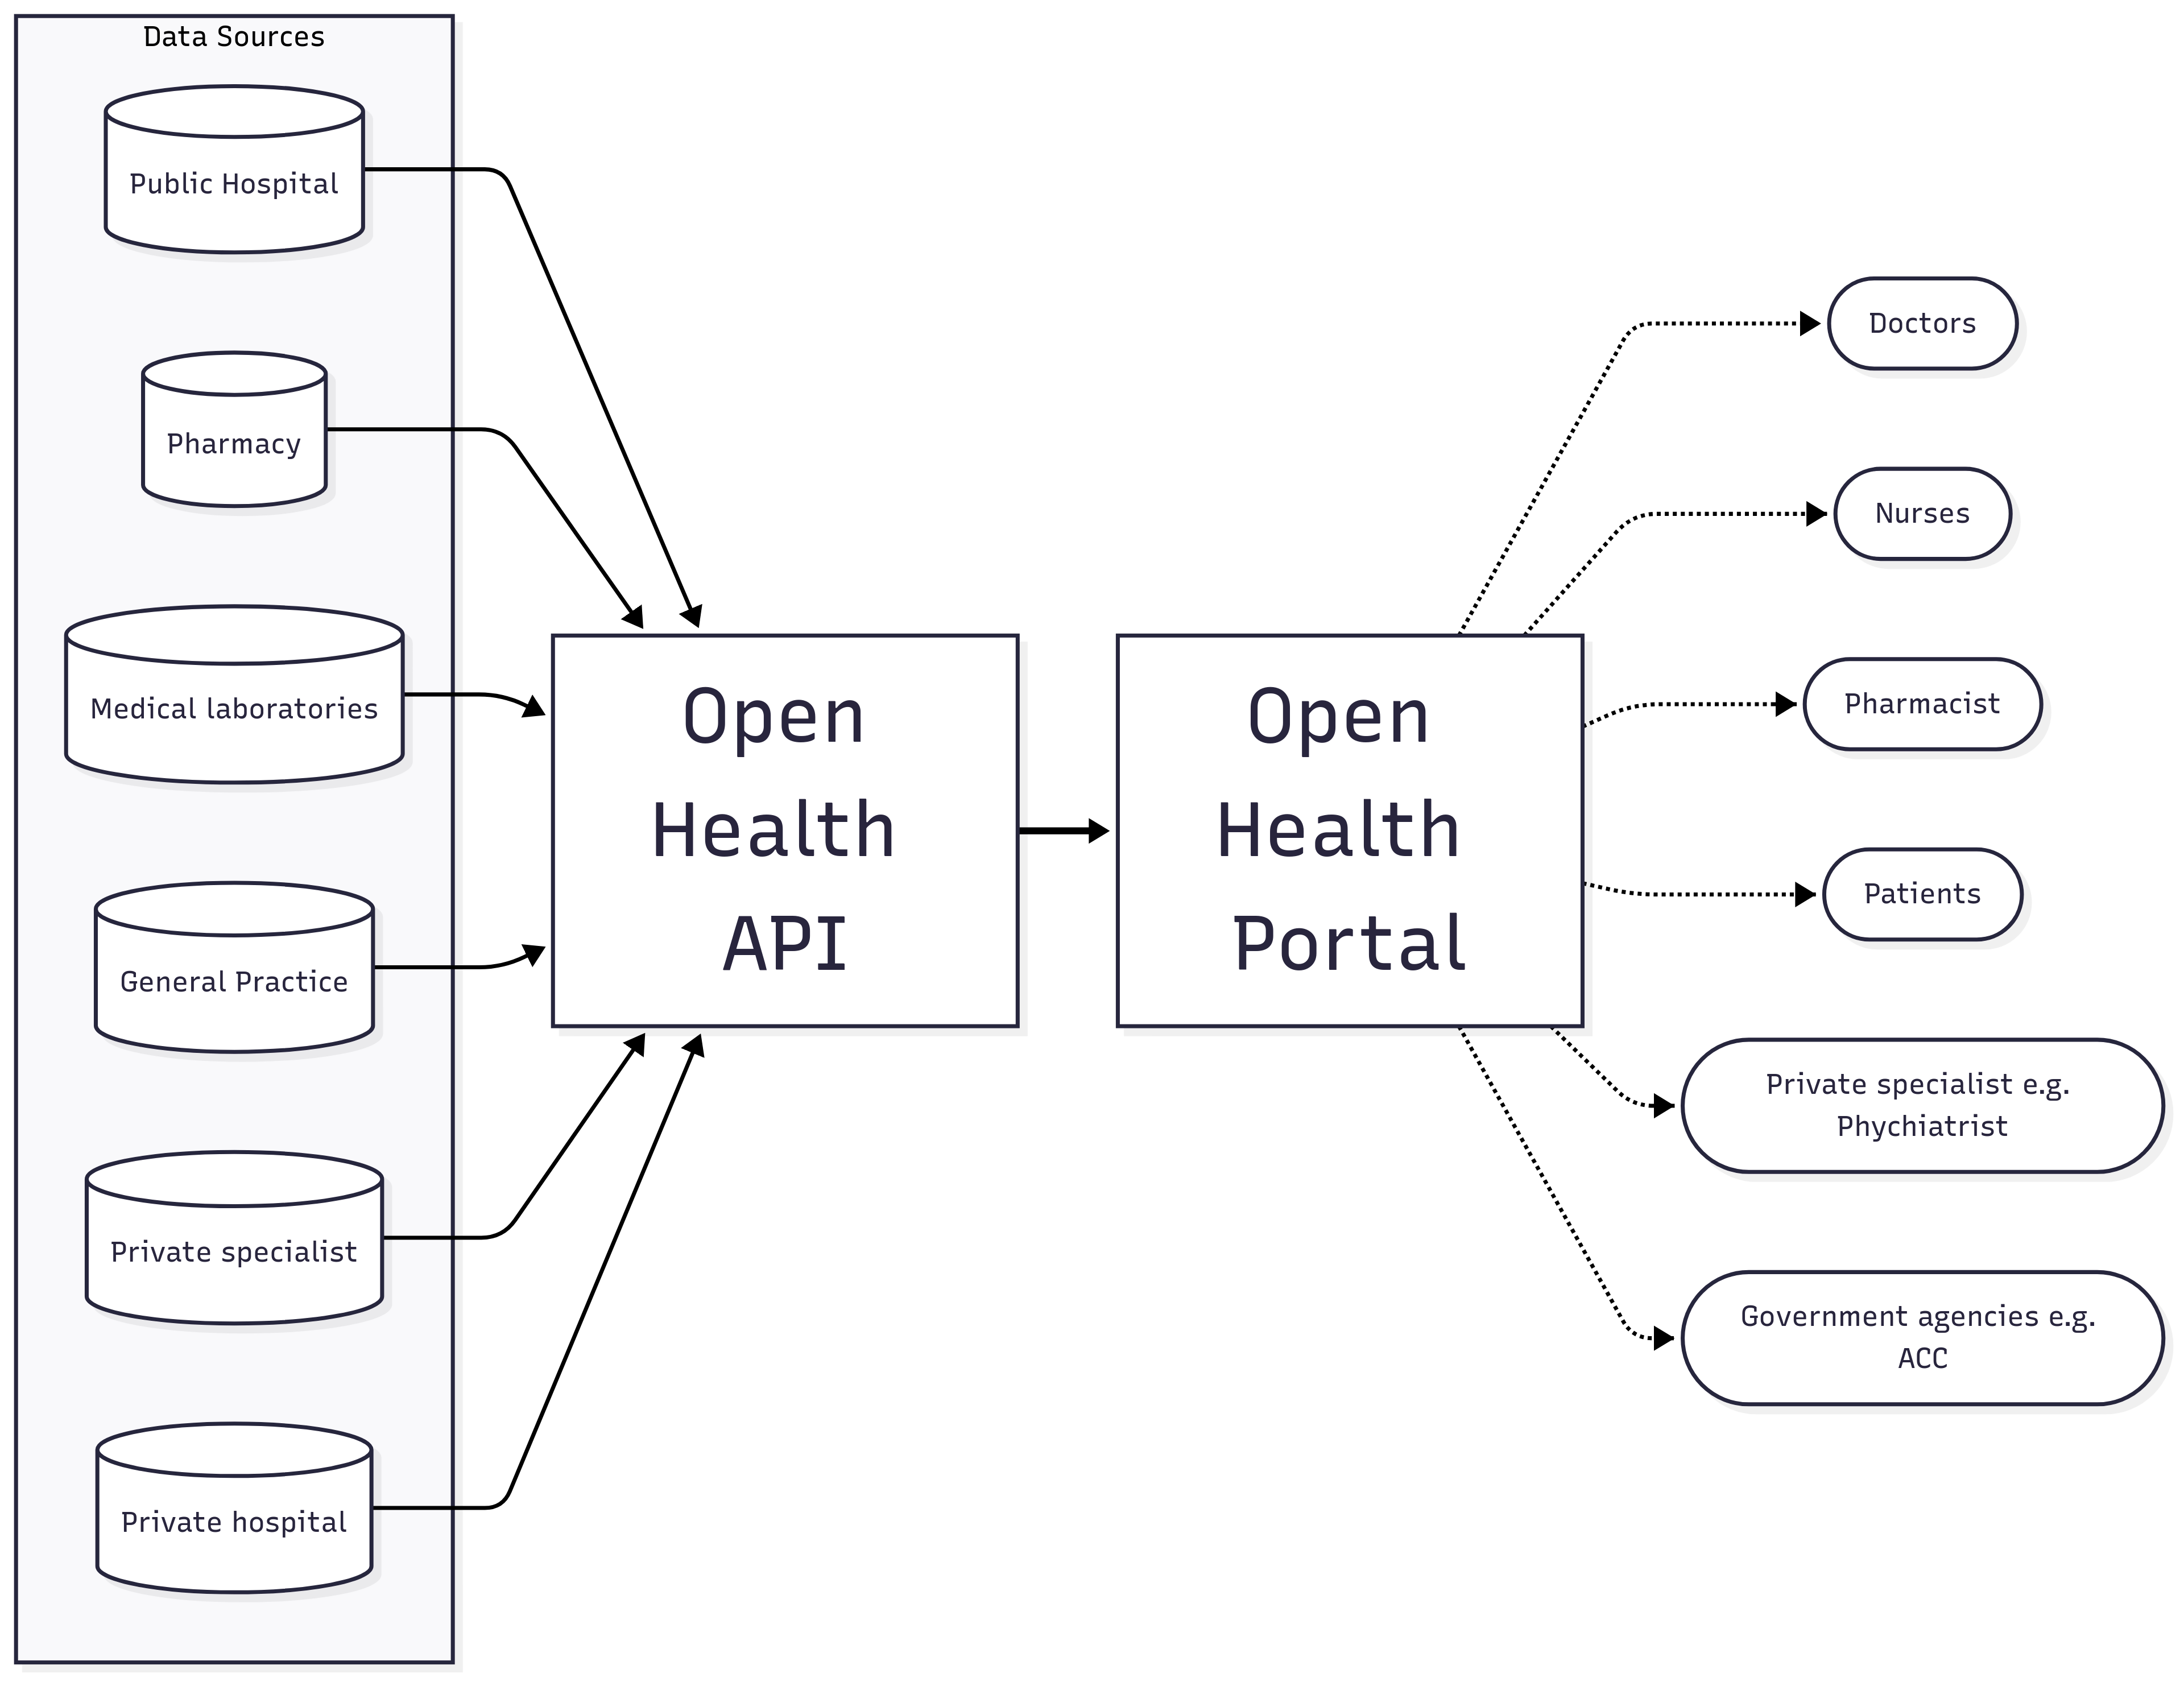 Data Sources
Public Hospital
Pharmacy
Medical laboratories
General Practice
Private specialist
Private hospital
Open
Health
API
Open
Health
Portal
Doctors
Nurses
Pharmacist
Patients
Private specialist e.g.
Phychiatrist
Government agencies e.g.
ACC